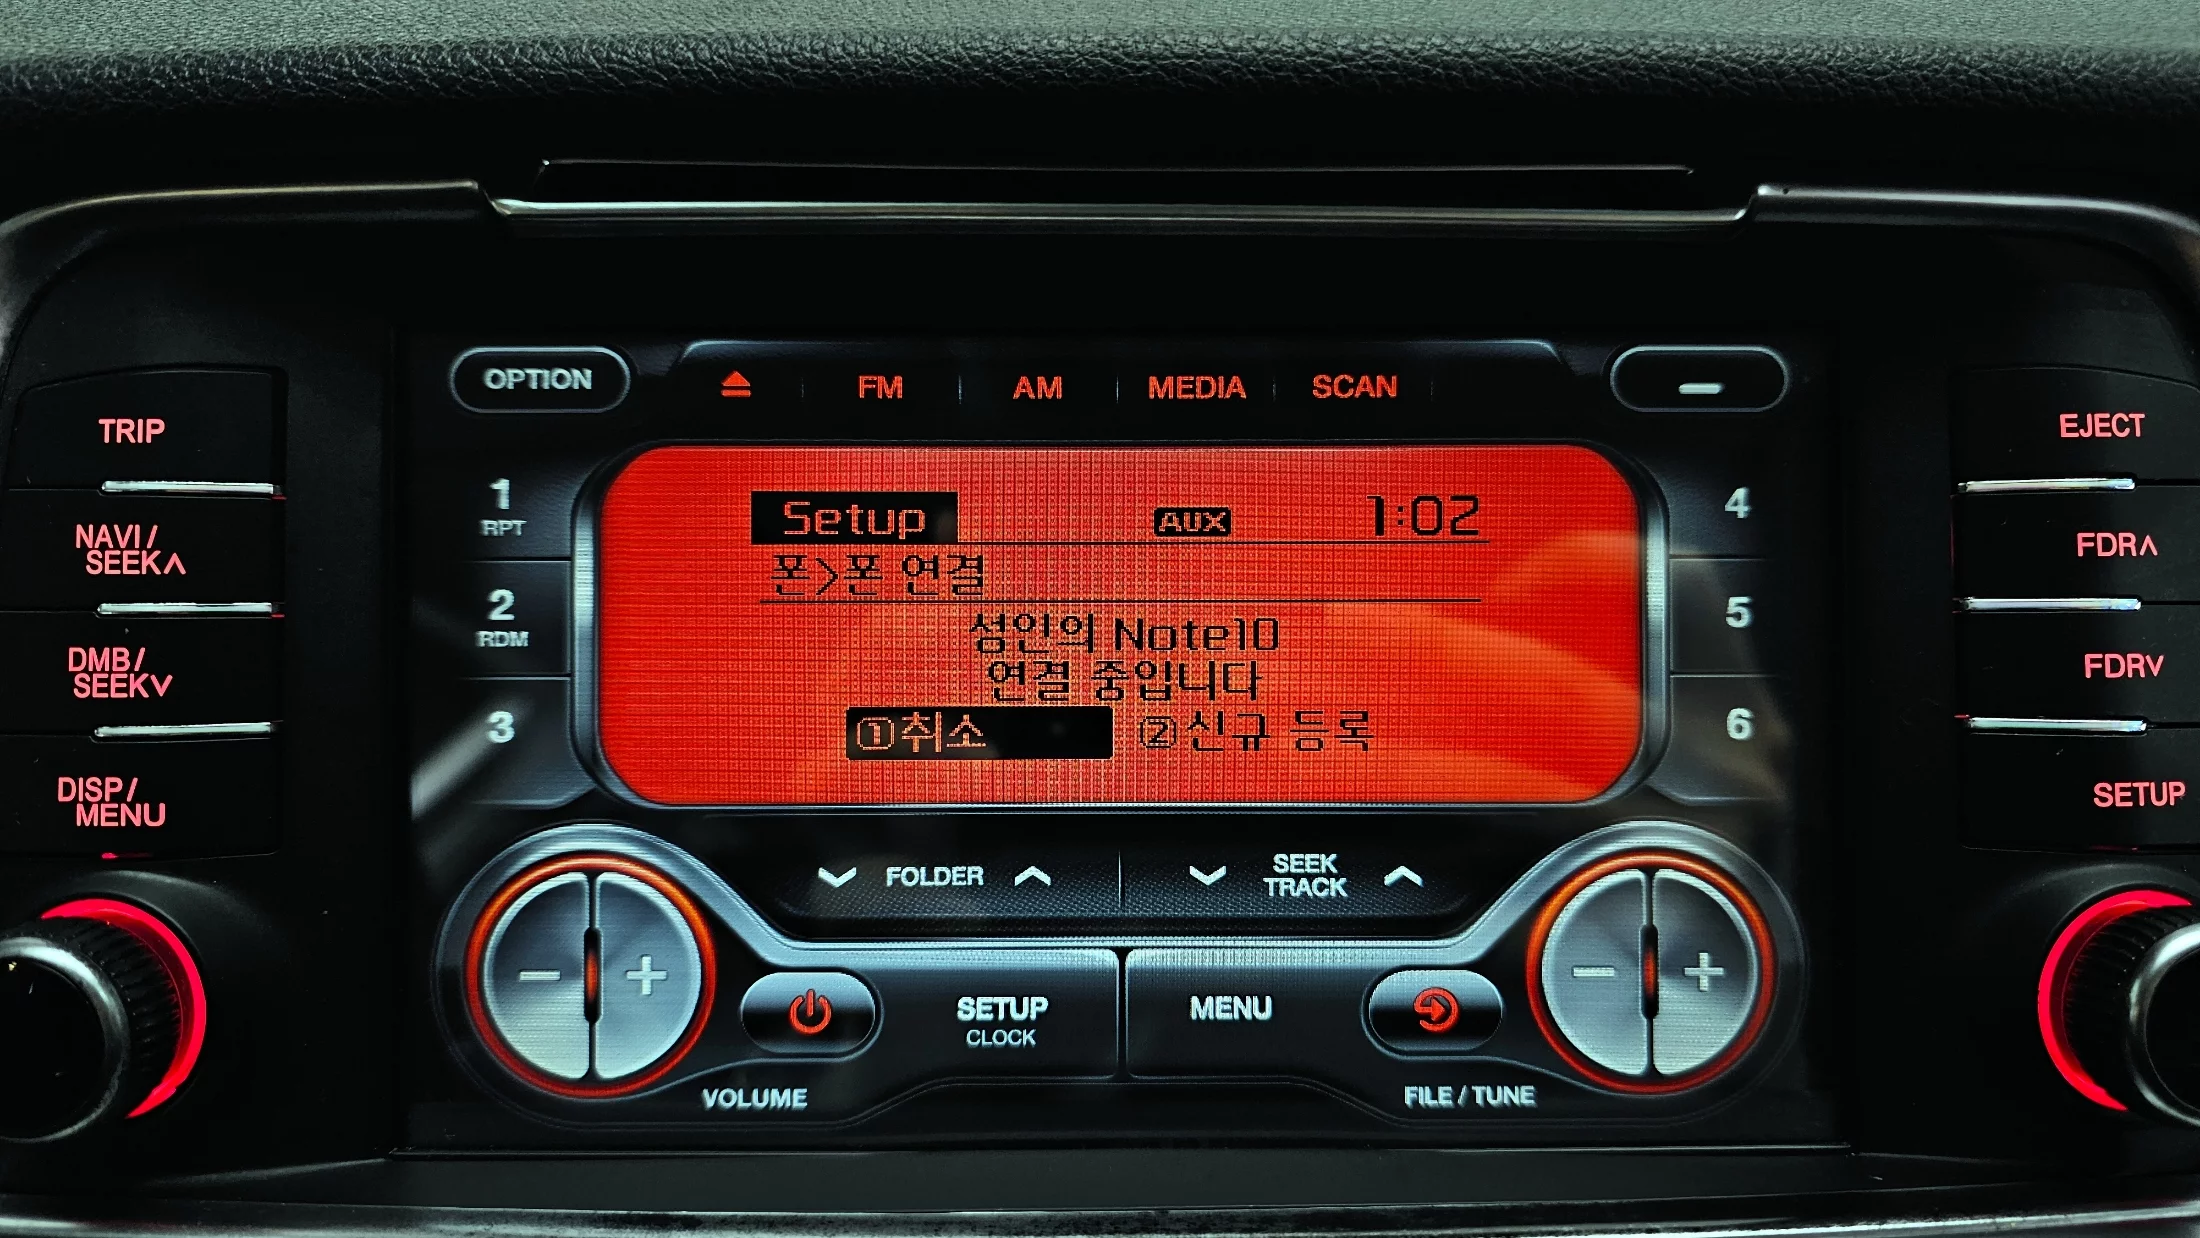 OPTION
FM
AM
MEDIA
SCAN
TRIP
NAVI/
SEEK∧
DMB/
SEEK∨
DISP/
MENU
1
RPT
2
RDM
3
Setup
AUX
1:02
폰>폰 연결
성인의 Note10
연결 중입니다
①취소
②신규 등록
4
5
6
EJECT
FDR∧
FDR∨
SETUP
FOLDER
SEEK
TRACK
SETUP
CLOCK
MENU
VOLUME
FILE / TUNE